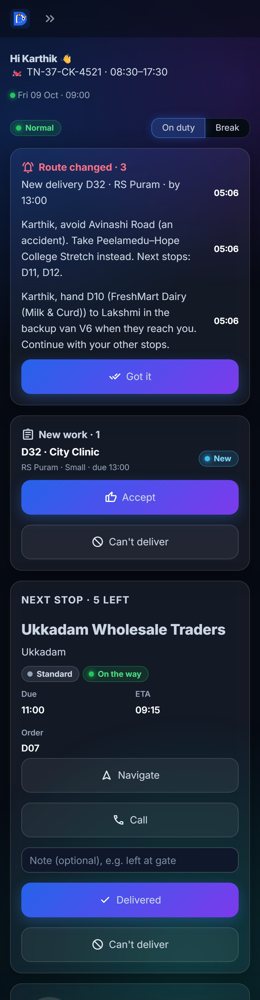 Hi Karthik 👋
🏍️ TN-37-CK-4521 · 08:30–17:30
Fri 09 Oct · 09:00
Normal
On duty
Break
Route changed · 3
New delivery D32 · RS Puram · by
13:00
05:06
Karthik, avoid Avinashi Road (an
accident). Take Peelamedu–Hope
College Stretch instead. Next stops:
D11, D12.
05:06
Karthik, hand D10 (FreshMart Dairy
(Milk & Curd)) to Lakshmi in the
backup van V6 when they reach you.
Continue with your other stops.
05:06
Got it
New work · 1
D32 · City Clinic
RS Puram · Small · due 13:00
New
Accept
Can't deliver
NEXT STOP · 5 LEFT
Ukkadam Wholesale Traders
Ukkadam
Standard
On the way
Due
11:00
ETA
09:15
Order
D07
Navigate
Call
Note (optional), e.g. left at gate
Delivered
Can't deliver